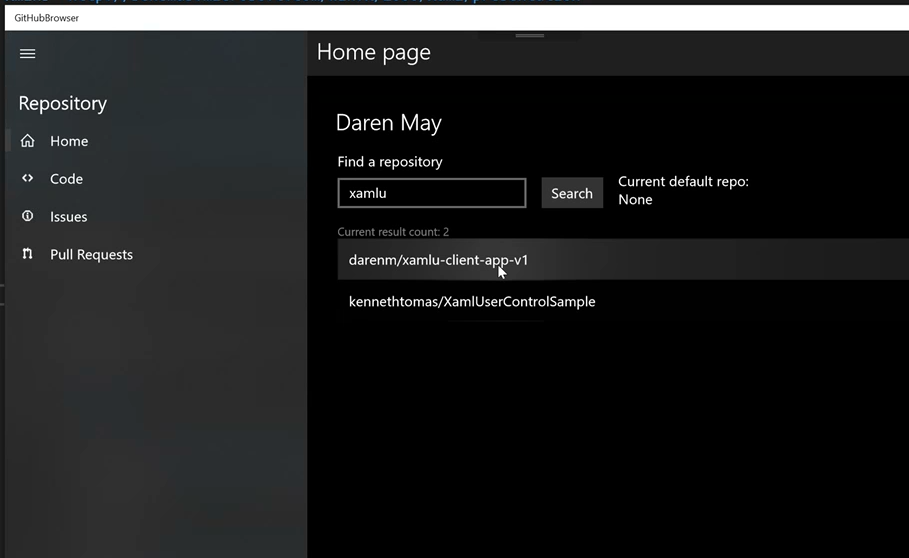 GitHubBrowser
Home page
Repository
Home
Code
Issues
Pull Requests
Daren May
Find a repository
xamlu
Search
Current default repo:
None
Current result count: 2
darenm/xamlu-client-app-v1
kennethtomas/XamlUserControlSample